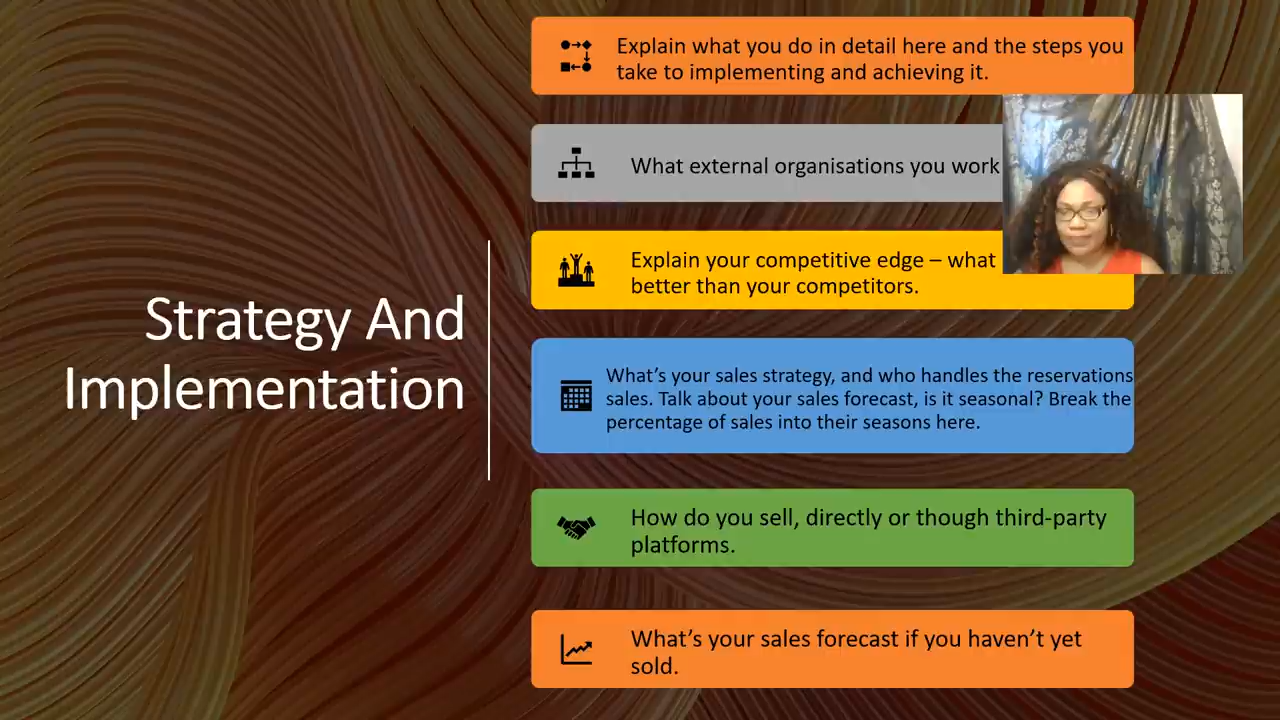 Strategy And
Implementation
Explain what you do in detail here and the steps you
take to implementing and achieving it.
What external organisations you work
Explain your competitive edge – what
better than your competitors.
What's your sales strategy, and who handles the reservations
sales. Talk about your sales forecast, is it seasonal? Break the
percentage of sales into their seasons here.
How do you sell, directly or though third-party
platforms.
What's your sales forecast if you haven't yet
sold.